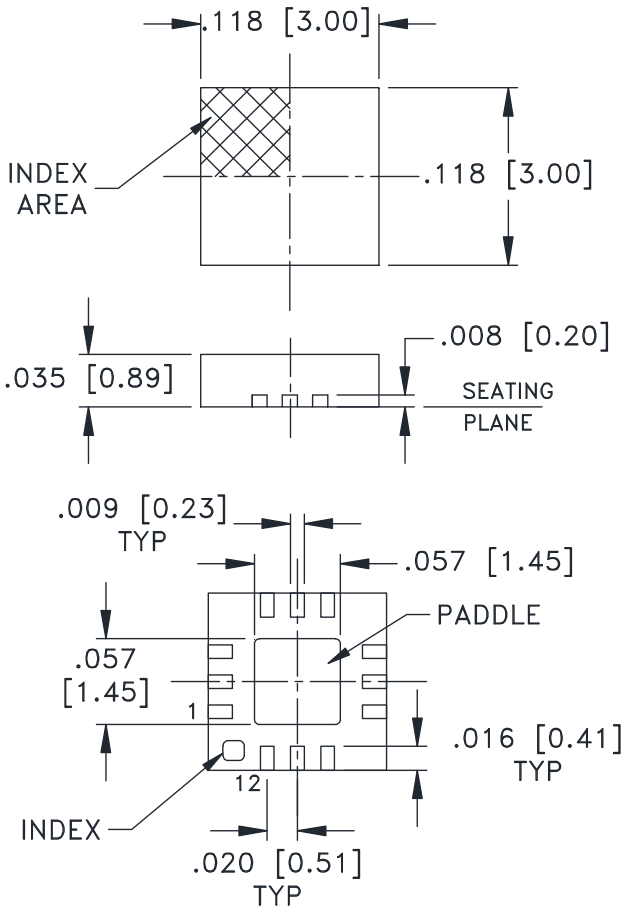 .118 [3.00]
INDEX
AREA
.118 [3.00]
.008 [0.20]
.035 [0.89]
SEATING
PLANE
.009 [0.23]
TYP
.057 [1.45]
PADDLE
.057
[1.45]
1
.016 [0.41]
TYP
12
INDEX
.020 [0.51]
TYP